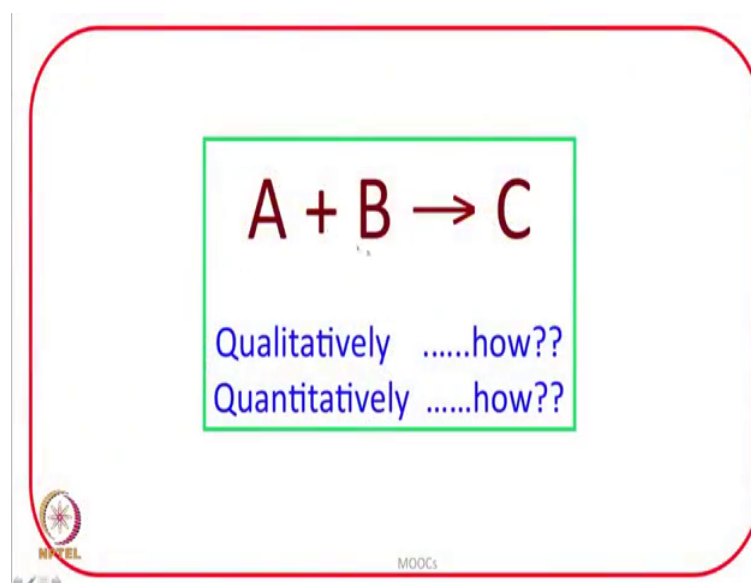 A + B → C
Qualitatively ......how??
Quantitatively ......how??
NPTEL
MOOCs